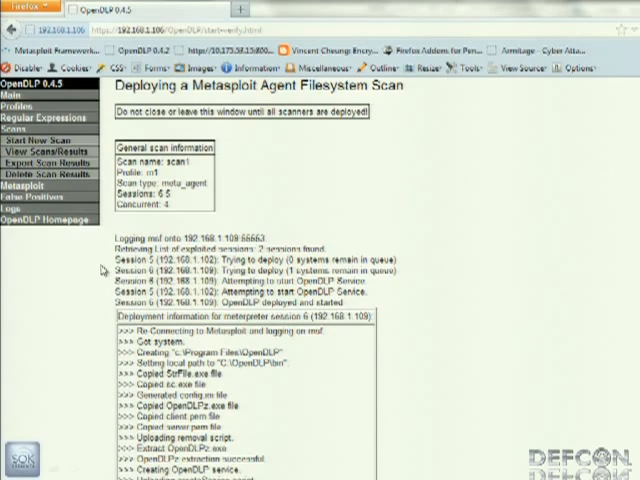 Firefox
OpenDLP 0.4.5
192.168.1.106 https://192.168.1.106/OpenDLP/start-verify.html
Metasploit Framework... OpenDLP 0.4.2 Vincent Cheung: Encry... Firefox Addons for Pen... Armitage - Cyber Attac...
Disable Cookies CSS Forms Images Information Miscellaneous Outline Resize Tools View Source Options
OpenDLP 0.4.5
Main
Profiles
Regular Expressions
Scans
Start New Scan
View Scans/Results
Export Scan Results
Delete Scan Results
Metasploit
False Positives
Logs
OpenDLP Homepage
Deploying a Metasploit Agent Filesystem Scan
Do not close or leave this window until all scanners are deployed!
General scan information
Scan name: scan1
Profile: m1
Scan type: meta_agent
Sessions: 6 5
Concurrent: 4
Logging msf onto 192.168.1.109:55553
Retrieving List of exploited sessions: 2 sessions found.
Session 5 (192.168.1.102): Trying to deploy (0 systems remain in queue)
Session 6 (192.168.1.109): Trying to deploy (1 systems remain in queue)
Session 6 (192.168.1.109): Attempting to start OpenDLP Service.
Session 5 (192.168.1.102): Attempting to start OpenDLP Service.
Session 6 (192.168.1.109): OpenDLP deployed and started
Deployment information for meterpreter session 6 (192.168.1.109):
>>> Re-Connecting to Metasploit and logging on msf.
>>> Got system.
>>> Creating "c:\Program Files\OpenDLP"
>>> Setting local path to "C:\OpenDLP\bin".
>>> Copied StrFile.exe file
>>> Copied sc.exe file
>>> Generated config.ini file
>>> Copied OpenDLPz.exe file
>>> Copied client.pem file
>>> Copied server.pem file
>>> Uploading removal script.
>>> Extract OpenDLPz.exe
>>> OpenDLPz extraction successful.
>>> Creating OpenDLP service.
SOK
DEFCON